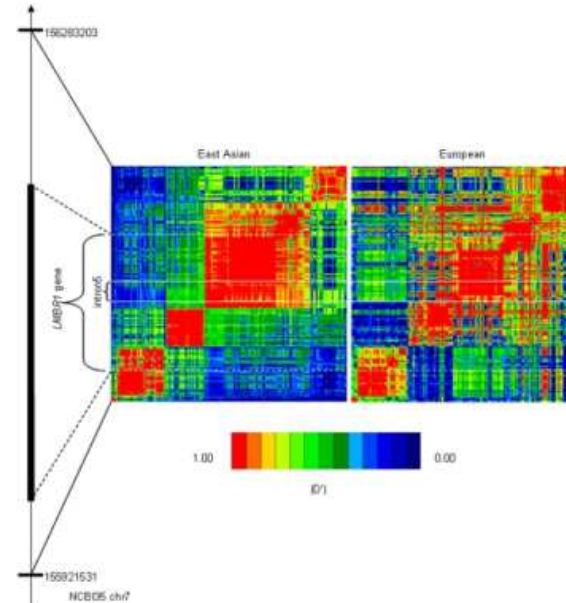 156283203
East Asian
European
LMBR1 gene
intron5
1.00
0.00
|D'|
155921531
NCBI35 chr7